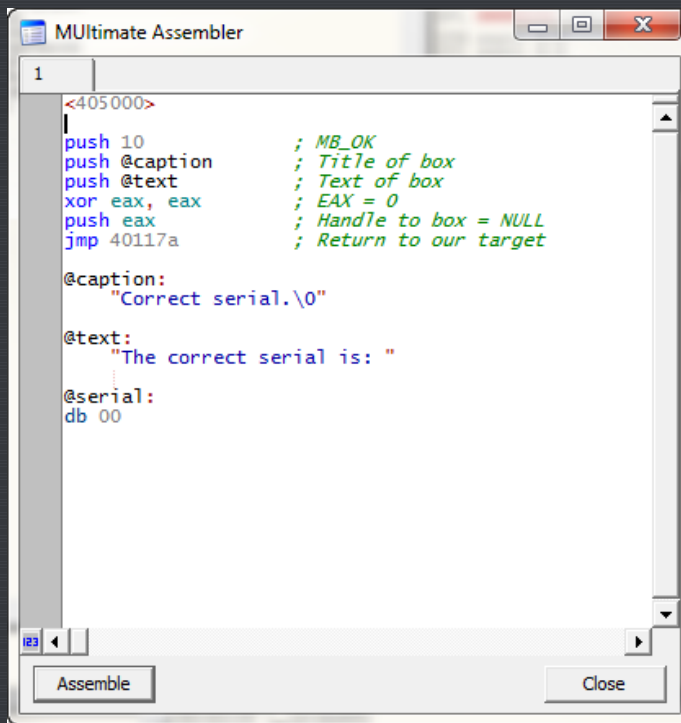 MUltimate Assembler
1
<405000>
push 10 ; MB_OK
push @caption ; Title of box
push @text ; Text of box
xor eax, eax ; EAX = 0
push eax ; Handle to box = NULL
jmp 40117a ; Return to our target
@caption:
"Correct serial.\0"
@text:
"The correct serial is: "
@serial:
db 00
123
Assemble
Close